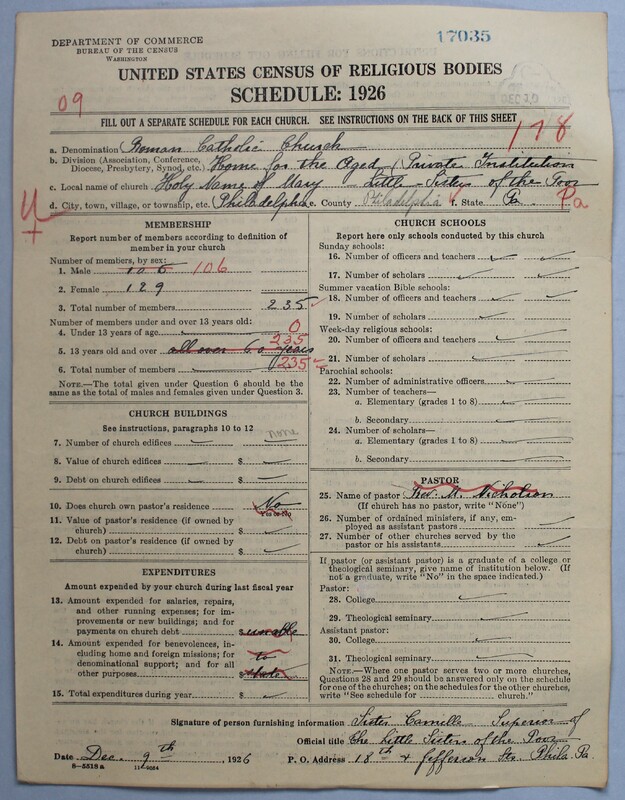 DEPARTMENT OF COMMERCE
BUREAU OF THE CENSUS
WASHINGTON
17035
UNITED STATES CENSUS OF RELIGIOUS BODIES
SCHEDULE: 1926
09
FILL OUT A SEPARATE SCHEDULE FOR EACH CHURCH. SEE INSTRUCTIONS ON THE BACK OF THIS SHEET
178
a. Denomination Roman Catholic Church
b. Division (Association, Conference, Diocese, Presbytery, Synod, etc.) Home for the Aged, Private Institution
c. Local name of church Holy Name of Mary - Little Sisters of the Poor
d. City, town, village, or township, etc. Philadelphia e. County Philadelphia f. State Pa. Pa
MEMBERSHIP
Report number of members according to definition of
member in your church
Number of members, by sex:
1. Male 106 106
2. Female 129
3. Total number of members 235
Number of members under and over 13 years old:
4. Under 13 years of age 0
5. 13 years old and over all over 60 years 235
6. Total number of members 235
NOTE.—The total given under Question 6 should be
the same as the total of males and females given under Question 3.
CHURCH BUILDINGS
See instructions, paragraphs 10 to 12
7. Number of church edifices none
8. Value of church edifices $
9. Debt on church edifices $
10. Does church own pastor's residence No
Yes or No
11. Value of pastor's residence (if owned by
church) $
12. Debt on pastor's residence (if owned by
church) $
EXPENDITURES
Amount expended by your church during last fiscal year
13. Amount expended for salaries, repairs,
and other running expenses; for im-
provements or new buildings; and for
payments on church debt $ unable
14. Amount expended for benevolences, in-
cluding home and foreign missions; for
denominational support; and for all
other purposes $ to state
15. Total expenditures during year $
CHURCH SCHOOLS
Report here only schools conducted by this church
Sunday schools:
16. Number of officers and teachers
17. Number of scholars
Summer vacation Bible schools:
18. Number of officers and teachers
19. Number of scholars
Week-day religious schools:
20. Number of officers and teachers
21. Number of scholars
Parochial schools:
22. Number of administrative officers
23. Number of teachers—
a. Elementary (grades 1 to 8)
b. Secondary
24. Number of scholars—
a. Elementary (grades 1 to 8)
b. Secondary
PASTOR
25. Name of pastor Rev. M. Nicholson
(If church has no pastor, write "None")
26. Number of ordained ministers, if any, em-
ployed as assistant pastors
27. Number of other churches served by the
pastor or his assistants
If pastor (or assistant pastor) is a graduate of a college or
theological seminary, give name of institution below. (If
not a graduate, write "No" in the space indicated.)
Pastor:
28. College
29. Theological seminary
Assistant pastor:
30. College
31. Theological seminary
NOTE.—Where one pastor serves two or more churches,
Questions 28 and 29 should be answered only on the schedule
for one of the churches; on the schedules for the other churches,
write "See schedule for church."
Signature of person furnishing information Sister Camille Superior of
Official title the Little Sisters of the Poor
Date Dec. 9th, 1926 P. O. Address 18th & Jefferson Sts. Phila. Pa.
8-5518a 11-9684